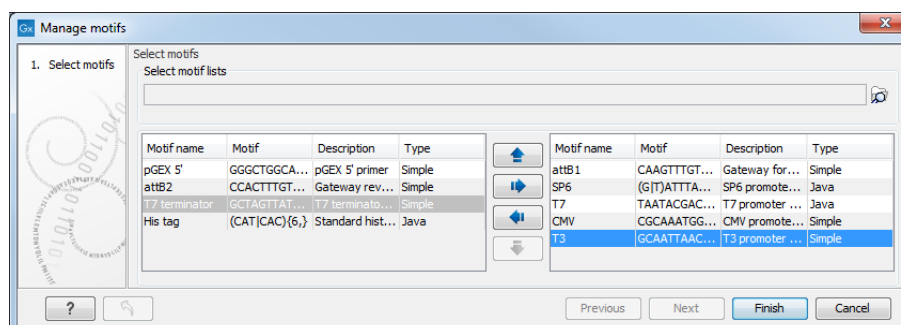 Gx Manage motifs
1. Select motifs
Select motifs
Select motif lists
Motif name Motif Description Type
pGEX 5' GGGCTGGCA... pGEX 5' primer Simple
attB2 CCACTTTGT... Gateway rev... Simple
T7 terminator GCTAGTTAT... T7 terminato... Simple
His tag (CAT|CAC){6,} Standard hist... Java
Motif name Motif Description Type
attB1 CAAGTTTGT... Gateway for... Simple
SP6 (G|T)ATTTA... SP6 promote... Java
T7 TAATACGAC... T7 promoter ... Java
CMV CGCAAATGG... CMV promote... Simple
T3 GCAATTAAC... T3 promoter ... Simple
? Previous Next Finish Cancel